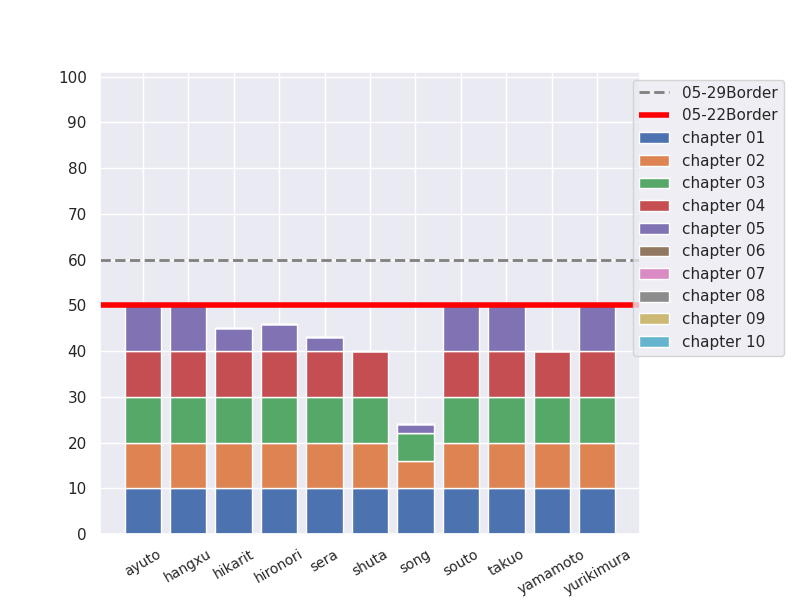 100
90
80
70
60
50
40
30
20
10
0
ayuto
hangxu
hikarit
hironori
sera
shuta
song
souto
takuo
yamamoto
yurikimura
05-29Border
05-22Border
chapter 01
chapter 02
chapter 03
chapter 04
chapter 05
chapter 06
chapter 07
chapter 08
chapter 09
chapter 10